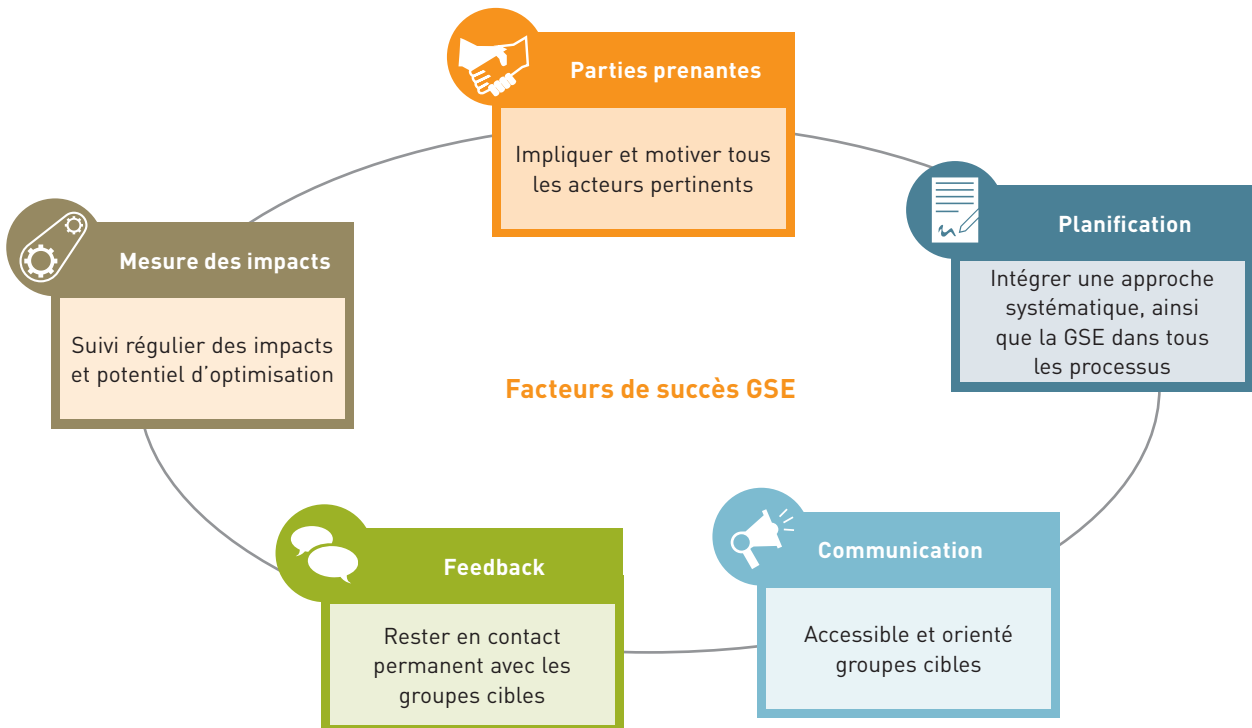 Parties prenantes
Impliquer et motiver tous
les acteurs pertinents
Planification
Intégrer une approche
systématique, ainsi
que la GSE dans tous
les processus
Mesure des impacts
Suivi régulier des impacts
et potentiel d’optimisation
Facteurs de succès GSE
Communication
Accessible et orienté
groupes cibles
Feedback
Rester en contact
permanent avec les
groupes cibles